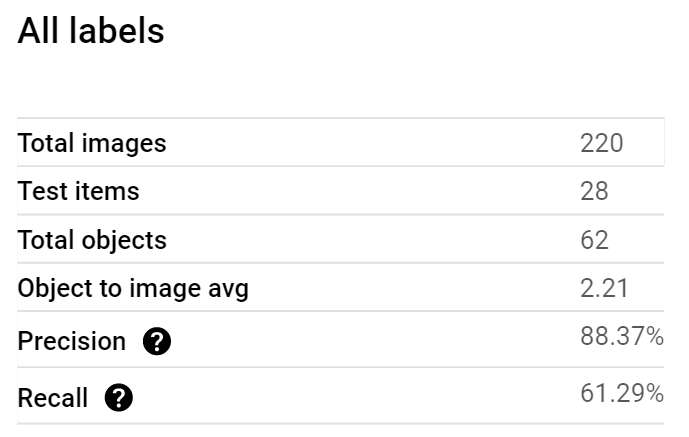 All labels
Total images 220
Test items 28
Total objects 62
Object to image avg 2.21
Precision ? 88.37%
Recall ? 61.29%